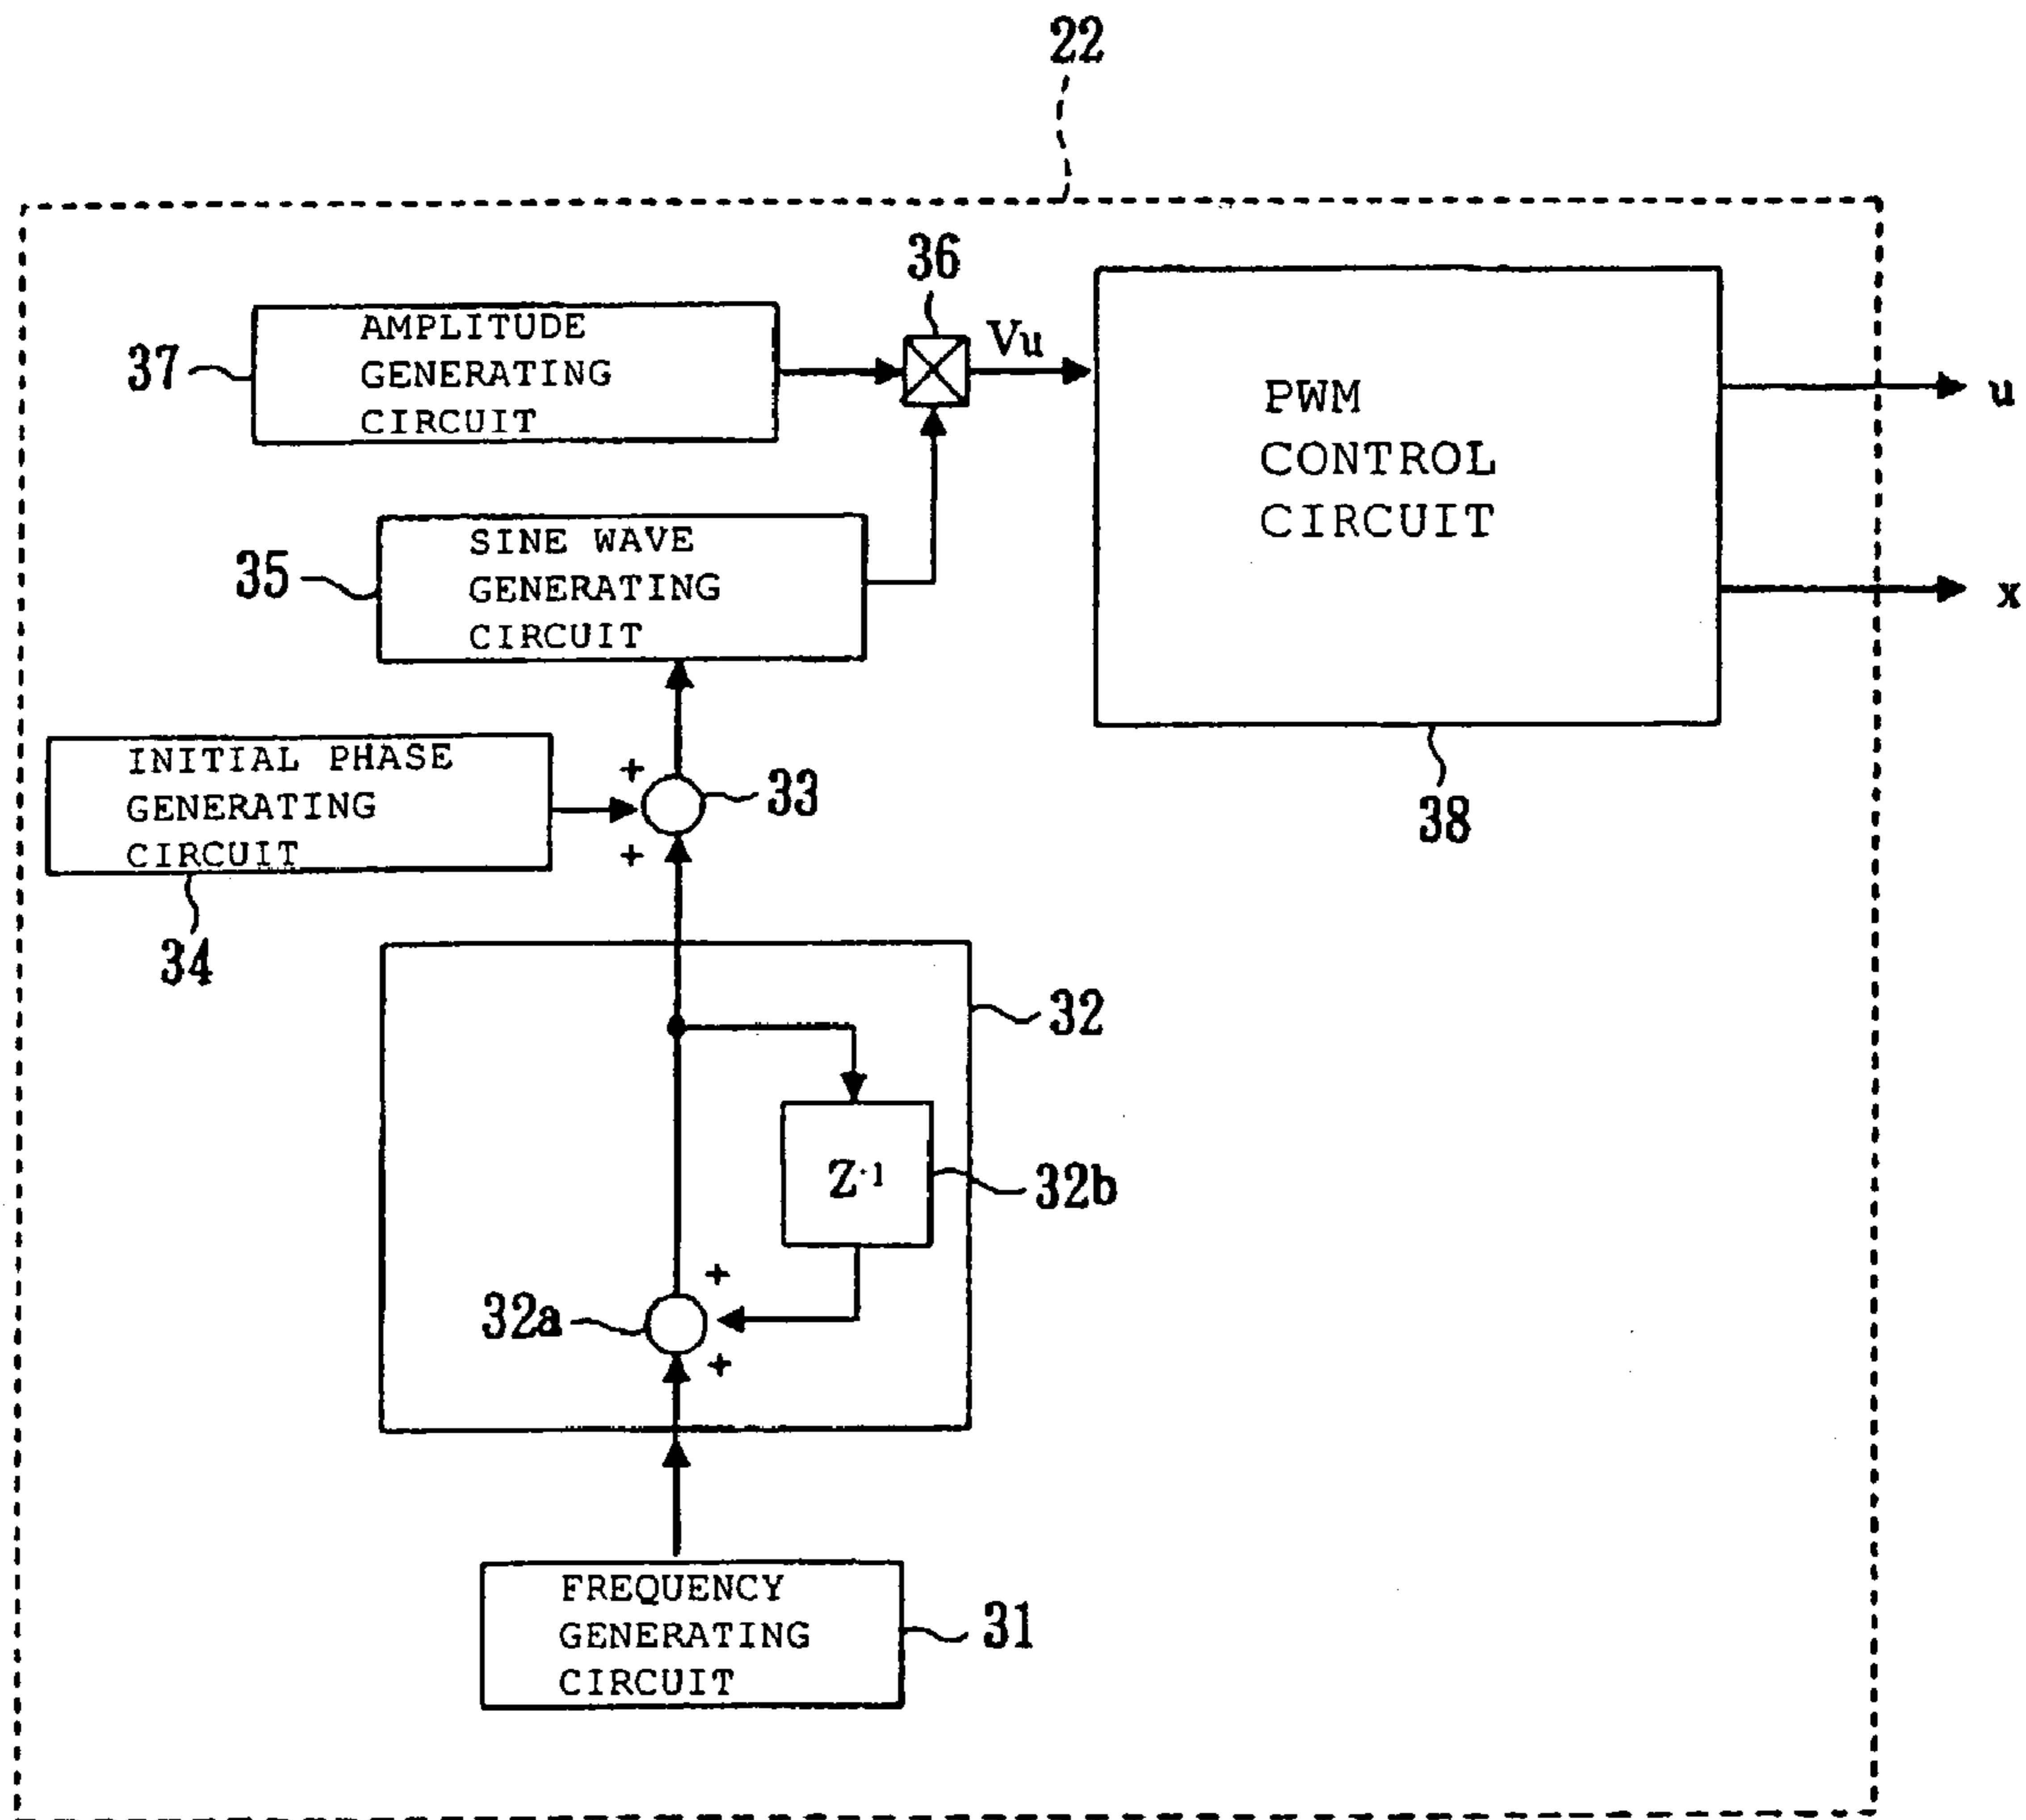 22
36
Vu
37
AMPLITUDE
GENERATING
CIRCUIT
PWM
CONTROL
CIRCUIT
u
x
35
SINE WAVE
GENERATING
CIRCUIT
INITIAL PHASE
GENERATING
CIRCUIT
+
+
33
38
34
32
Z-1
32b
32a
+
+
FREQUENCY
GENERATING
CIRCUIT
31